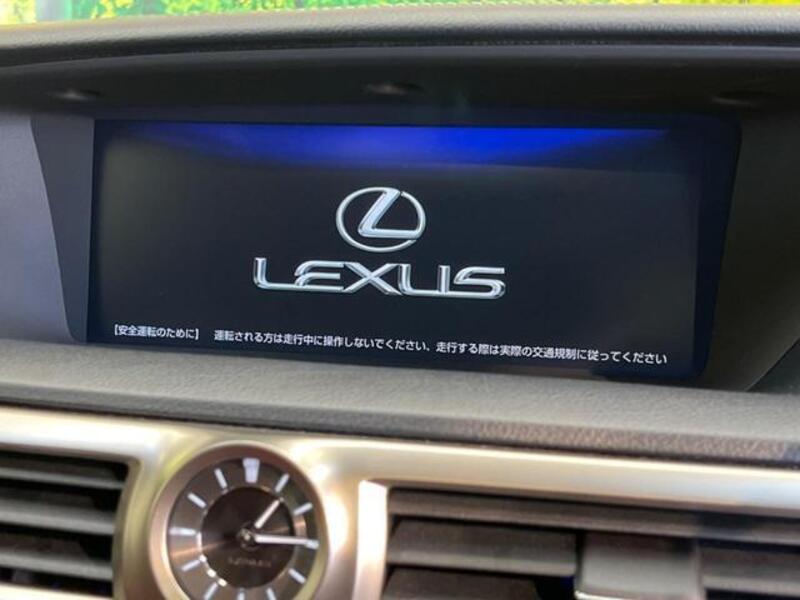 LEXUS
【安全運転のために】 運転される方は走行中に操作しないでください、走行する際は実際の交通規制に従ってください
LEXUS